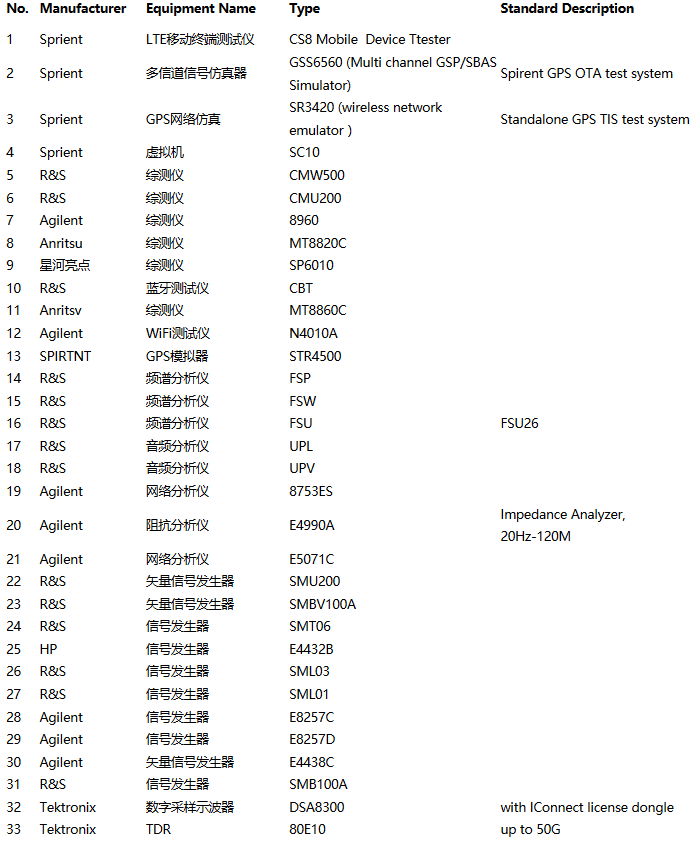 No. Manufacturer Equipment Name Type Standard Description
1 Sprient LTE移动终端测试仪 CS8 Mobile  Device Ttester
2 Sprient 多信道信号仿真器 GSS6560 (Multi channel GSP/SBAS Simulator) Spirent GPS OTA test system
3 Sprient GPS网络仿真 SR3420 (wireless network emulator ) Standalone GPS TIS test system
4 Sprient 虚拟机 SC10
5 R&S 综测仪 CMW500
6 R&S 综测仪 CMU200
7 Agilent 综测仪 8960
8 Anritsu 综测仪 MT8820C
9 星河亮点 综测仪 SP6010
10 R&S 蓝牙测试仪 CBT
11 Anritsv 综测仪 MT8860C
12 Agilent WiFi测试仪 N4010A
13 SPIRTNT GPS模拟器 STR4500
14 R&S 频谱分析仪 FSP
15 R&S 频谱分析仪 FSW
16 R&S 频谱分析仪 FSU FSU26
17 R&S 音频分析仪 UPL
18 R&S 音频分析仪 UPV
19 Agilent 网络分析仪 8753ES
20 Agilent 阻抗分析仪 E4990A Impedance Analyzer, 20Hz-120M
21 Agilent 网络分析仪 E5071C
22 R&S 矢量信号发生器 SMU200
23 R&S 矢量信号发生器 SMBV100A
24 R&S 信号发生器 SMT06
25 HP 信号发生器 E4432B
26 R&S 信号发生器 SML03
27 R&S 信号发生器 SML01
28 Agilent 信号发生器 E8257C
29 Agilent 信号发生器 E8257D
30 Agilent 矢量信号发生器 E4438C
31 R&S 信号发生器 SMB100A
32 Tektronix 数字采样示波器 DSA8300 with IConnect license dongle
33 Tektronix TDR 80E10 up to 50G